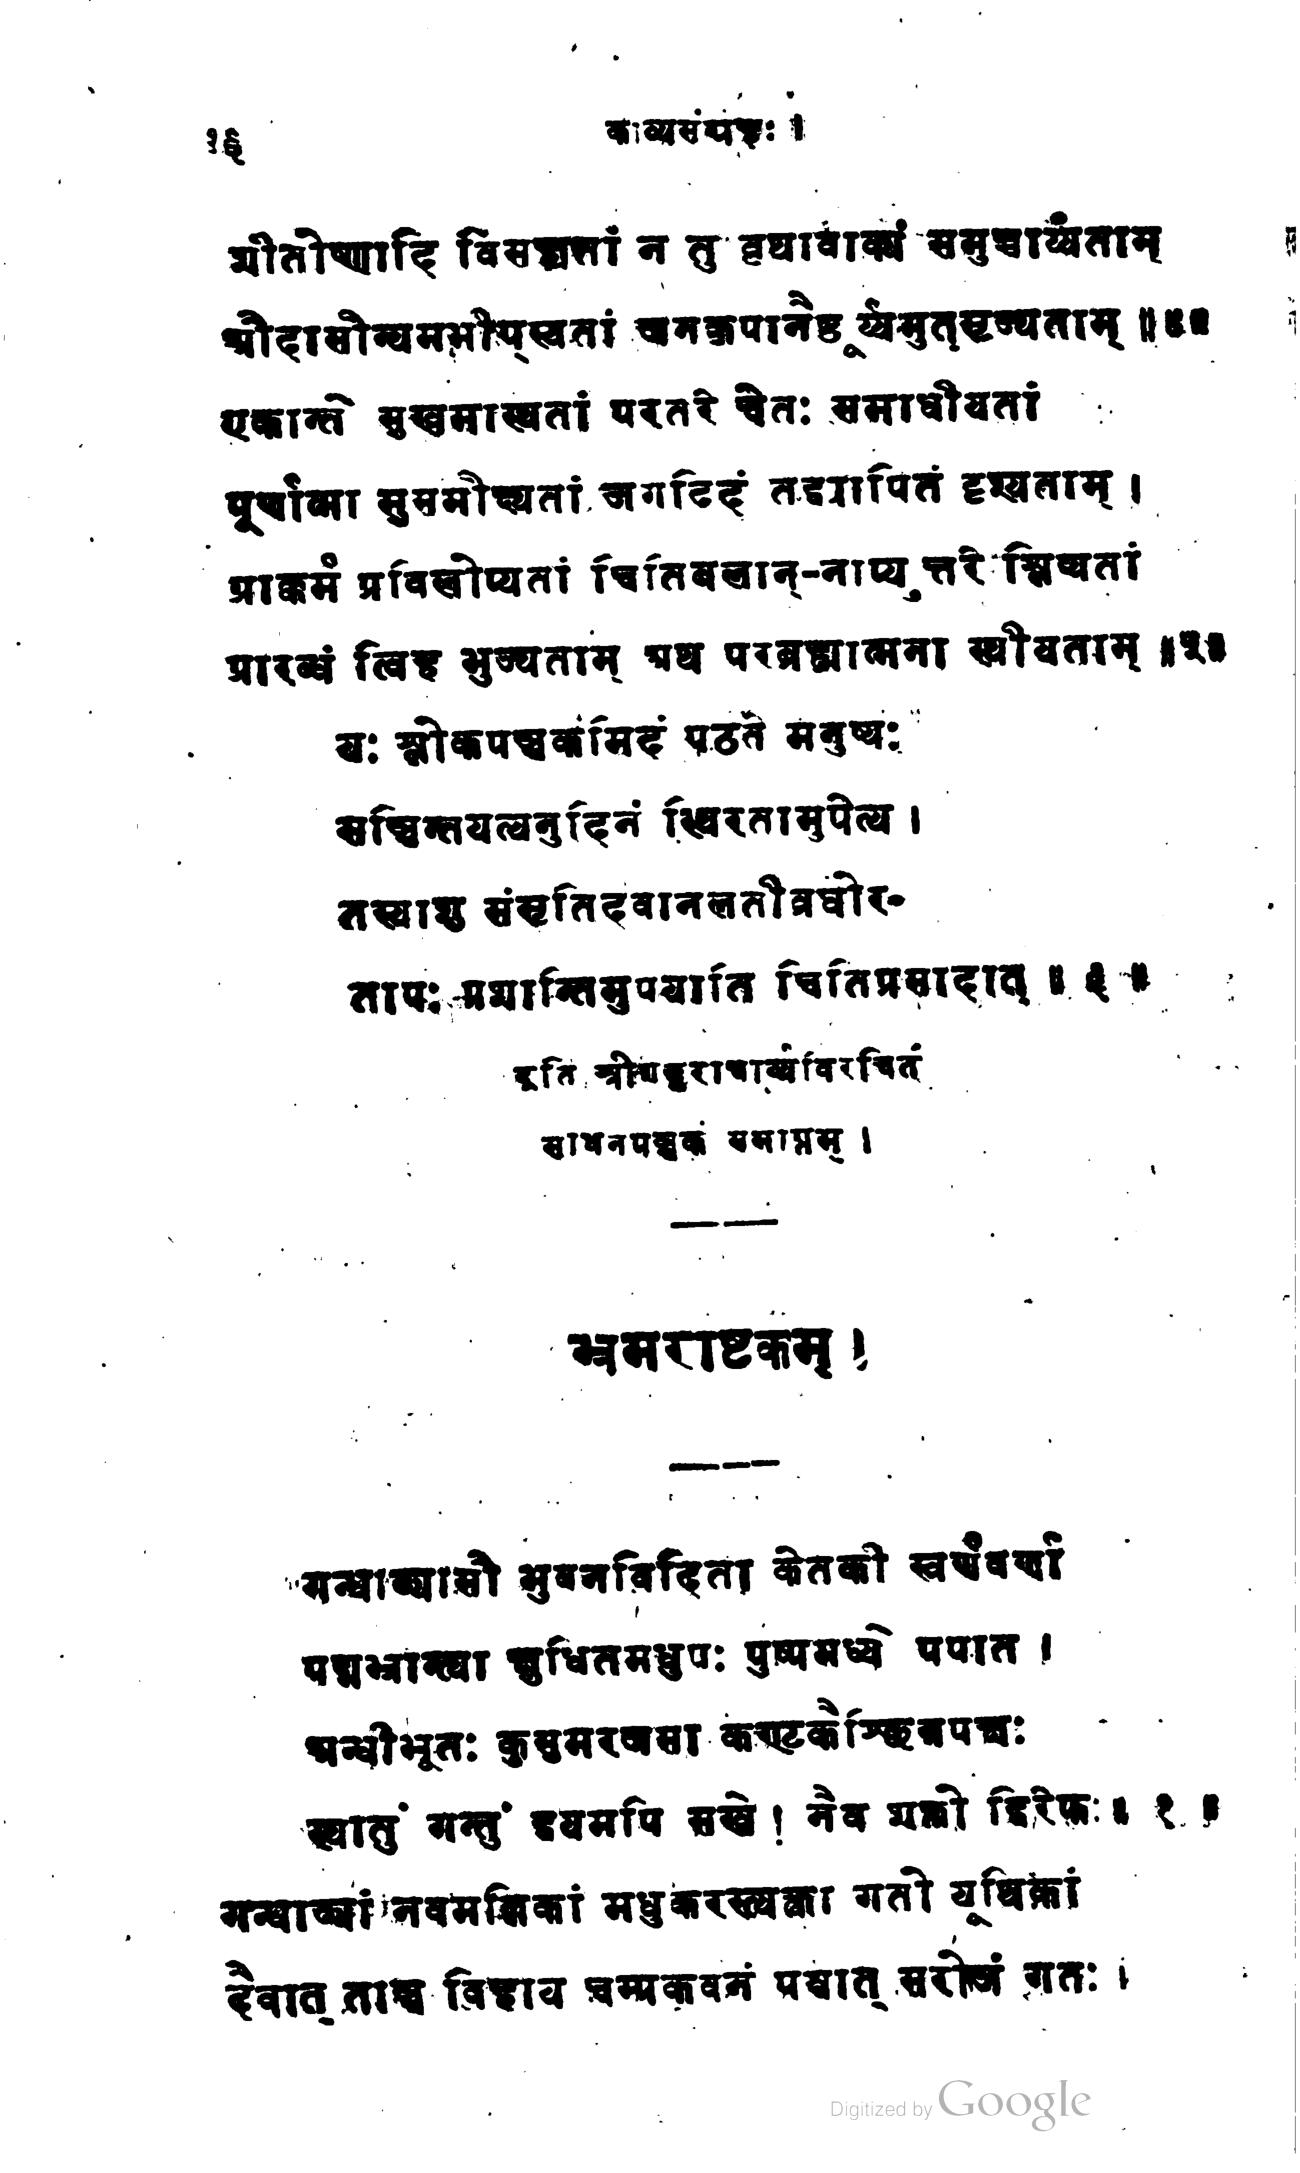 १६
काव्यसंग्रहः ।
शीतोष्णादि विसह्यतां न तु वृथावाक्यं समुच्चार्य्यताम्
औदासीन्यमभीप्स्यतां जनकृपानैष्ठूर्य्यमुत्सृज्यताम् ॥ ४ ॥
एकान्ते सुखमास्यतां परतरे चेतः समाधीयतां
पूर्णात्मा सुसमीक्ष्यतां जगदिदं तद्व्यापितं दृश्यताम् ।
प्राक्कर्म प्रविलोप्यतां चितिबलान्-नाप्युत्तरे श्लिष्यतां
प्रारब्धं त्विह भुज्यताम् अथ परब्रह्मात्मना स्थीयताम् ॥ ५ ॥
यः श्लोकपञ्चकमिदं पठते मनुष्यः
सञ्चिन्तयत्यनुदिनं स्थिरतामुपेत्य ।
तस्याशु संसृतिदवानलतीव्रघोर-
तापः प्रशान्तिमुपयाति चितिप्रसादात् ॥ ६ ॥
इति श्रीशङ्कराचार्य्यविरचितं
साधनपञ्चकं समाप्तम् ।
भ्रमराष्टकम् ।
गन्धाढ्यासौ भुवनविदिता केतकी स्वर्णवर्णा
पद्मभ्रान्त्या क्षुधितमधुपः पुष्पमध्ये पपात ।
अन्धीभूतः कुसुमरजसा कण्टकैश्छिन्नपक्षः
स्थातुं गन्तुं द्वयमपि सखे ! नैव शक्तो द्विरेफः ॥ १ ॥
गन्धाढ्यां नवमल्लिकां मधुकरस्त्यक्त्वा गतो यूथिकां
दैवात् ताञ्च विहाय चम्पकवनं पश्चात् सरोजं गतः ।
Digitized by Google